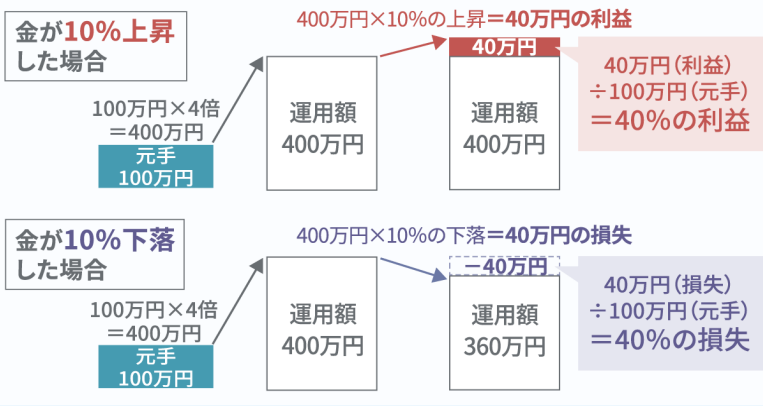 金が10%上昇
した場合
400万円×10%の上昇＝40万円の利益
100万円×4倍
＝400万円
元手
100万円
運用額
400万円
40万円
運用額
400万円
40万円（利益）
÷100万円（元手）
＝40%の利益
金が10%下落
した場合
400万円×10%の下落＝40万円の損失
100万円×4倍
＝400万円
元手
100万円
運用額
400万円
－40万円
運用額
360万円
40万円（損失）
÷100万円（元手）
＝40%の損失